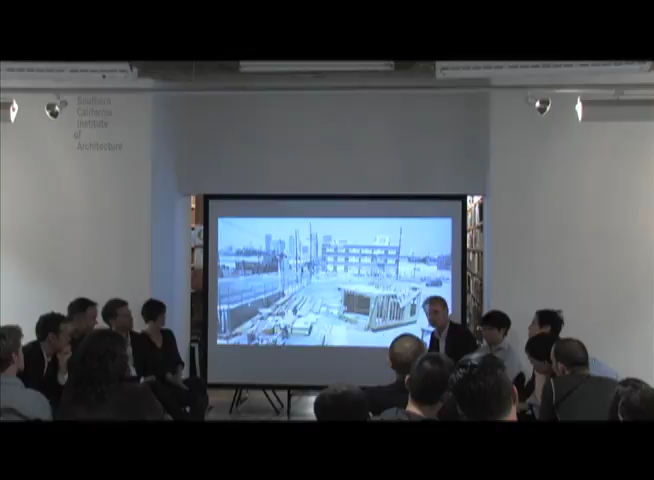 Southern
California
Institute
of
Architecture